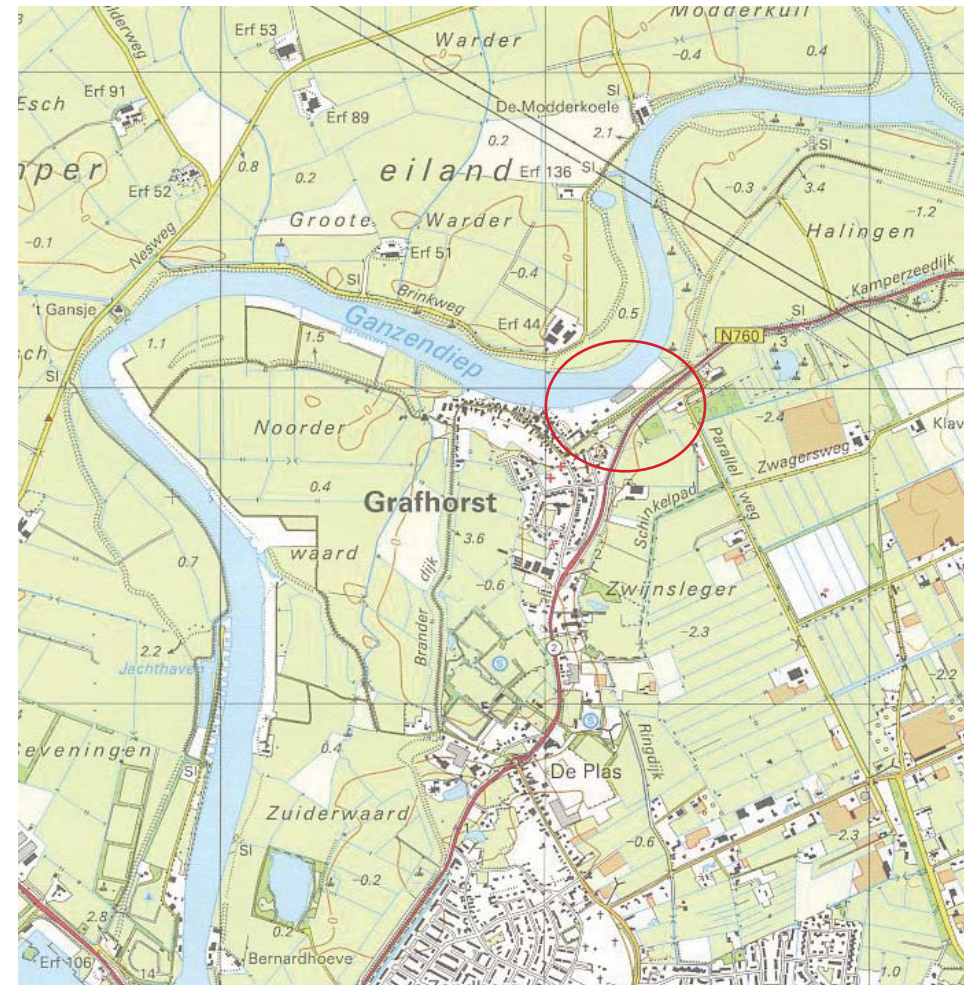 Modderkuil
Erf 53
Warder
-0.4
0.4
3
Erf 91
Erf 89
Sl
De Modderkoele
2.1
0.2
0.8
0.2
eiland
Erf 136
Sl
-0.3
3.4
-1.2
Erf 52
Groote Warder
Halingen
-0.1
Nesweg
Erf 51
-0.4
Sl
Brinkweg
Kamperzeedijk
't Gansje
Ganzendiep
Erf 44
0.5
Sl
N760
3
1.1
1.5
Sl
Noorder
-2.4
Zwagersweg
Parallel
weg
Grafhorst
0.4
Schinkelpad
waard
3.6
dijk
2
0.7
-0.6
Zwijnsleger
Brander
-2.3
2.2
Jachthaven
2
S
-2.2
S
0.4
Ringdijk
Sl
De Plas
Zuiderwaard
1
-0.6
-2.3
Sl
-0.2
0.2
2.8
Erf 106
14
Bernardhoeve
1.0